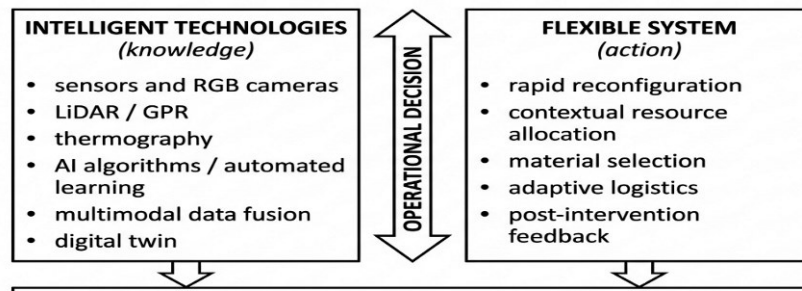 INTELLIGENT TECHNOLOGIES
(knowledge)
• sensors and RGB cameras
• LiDAR / GPR
• thermography
• AI algorithms / automated
learning
• multimodal data fusion
• digital twin
OPERATIONAL DECISION
FLEXIBLE SYSTEM
(action)
• rapid reconfiguration
• contextual resource
allocation
• material selection
• adaptive logistics
• post-intervention
feedback